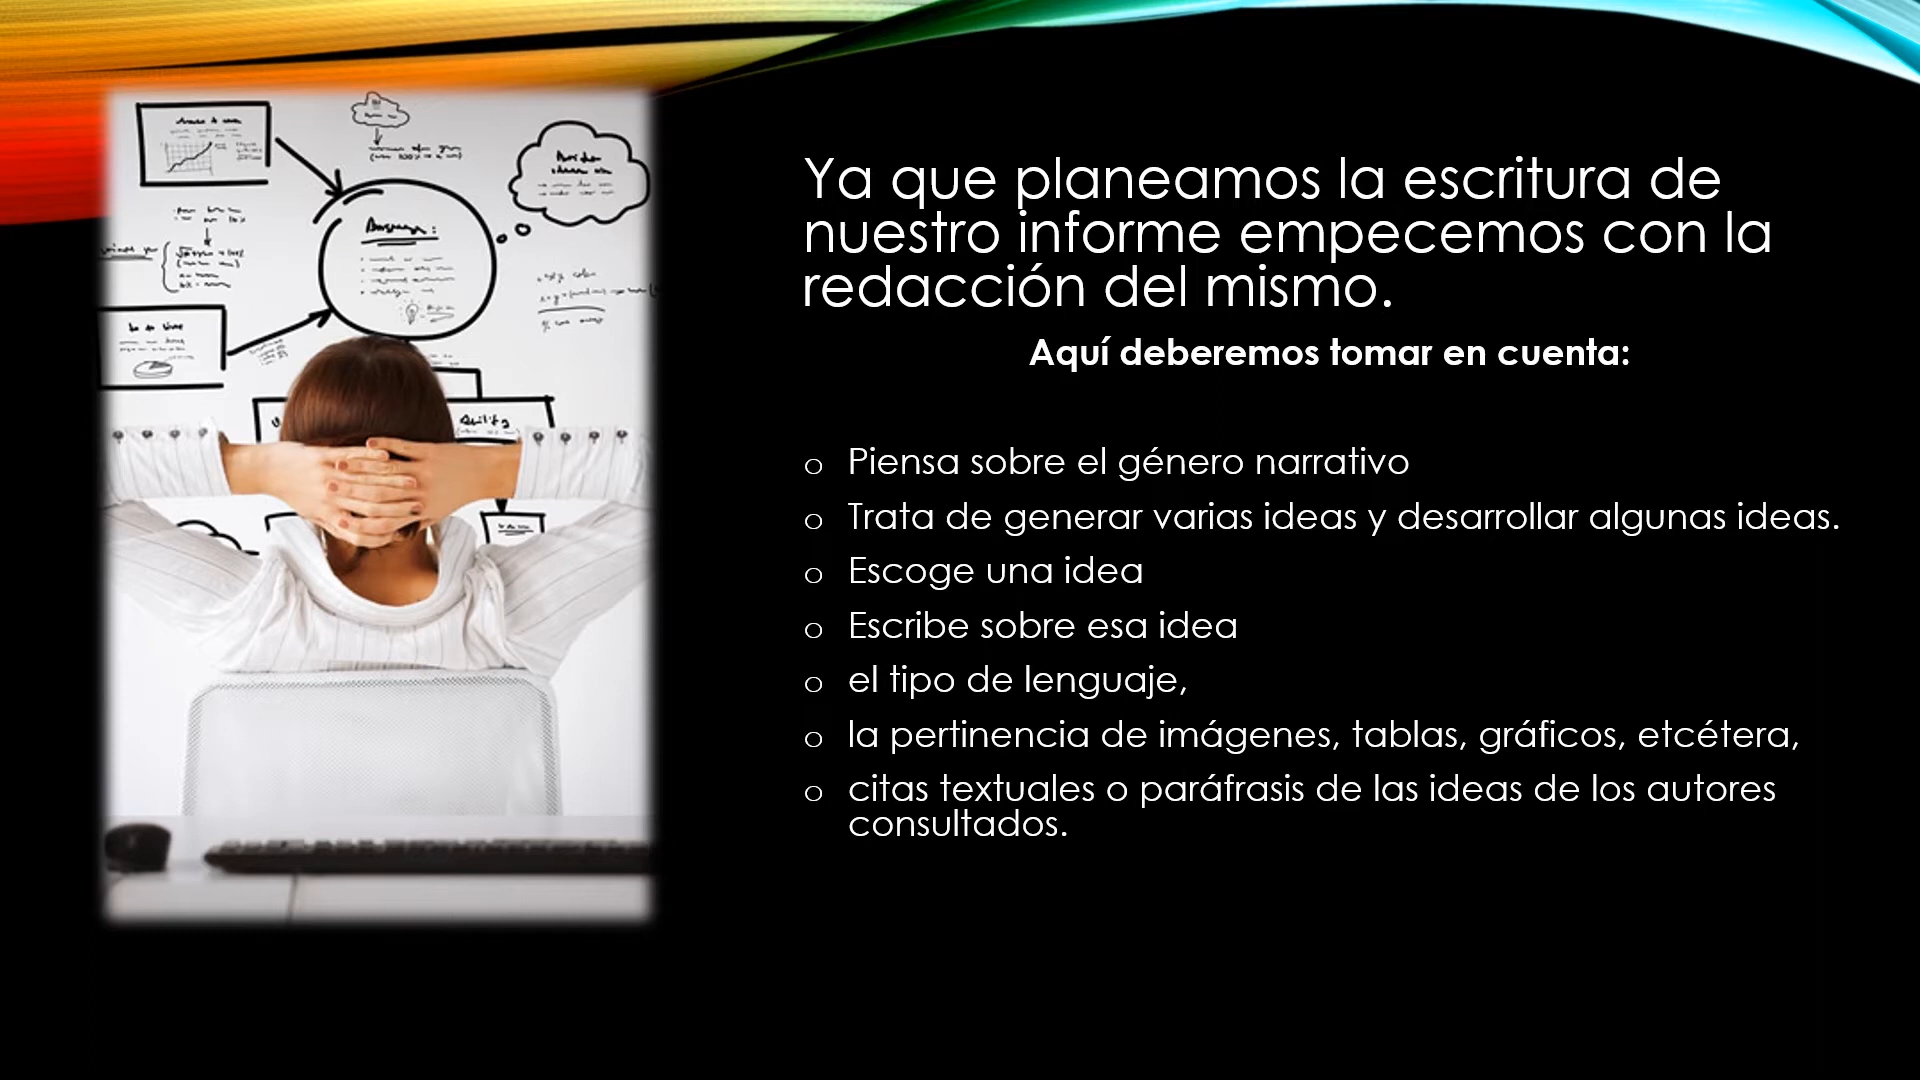 Ya que planeamos la escritura de
nuestro informe empecemos con la
redacción del mismo.
Aquí deberemos tomar en cuenta:
o Piensa sobre el género narrativo
o Trata de generar varias ideas y desarrollar algunas ideas.
o Escoge una idea
o Escribe sobre esa idea
o el tipo de lenguaje,
o la pertinencia de imágenes, tablas, gráficos, etcétera,
o citas textuales o paráfrasis de las ideas de los autores
consultados.